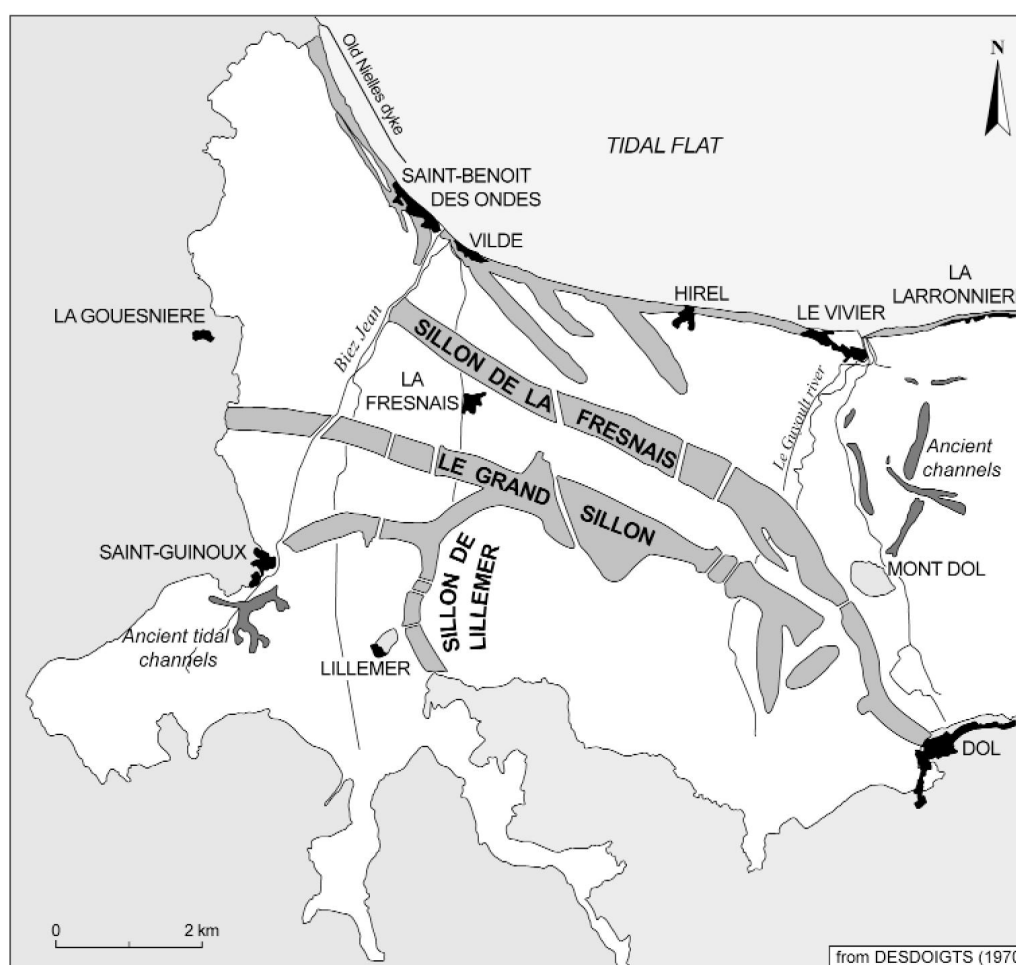 N
Old Nielles dyke
TIDAL FLAT
SAINT-BENOIT
DES ONDES
VILDE
HIREL
LE VIVIER
LA
LARRONNIER
LA GOUESNIERE
Biez Jean
SILLON DE LA
FRESNAIS
LA
FRESNAIS
Le Guyoult river
Ancient
channels
LE GRAND
SILLON
SAINT-GUINOUX
SILLON DE
LILLEMER
MONT DOL
Ancient tidal
channels
LILLEMER
DOL
0
2 km
from DESDOIGTS (1970